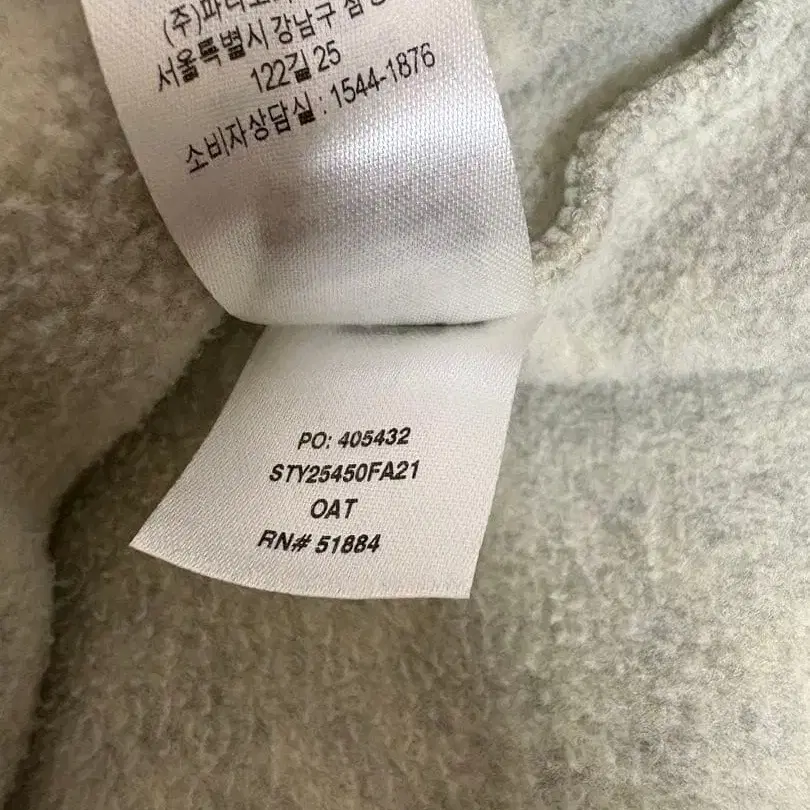 서울특별시 강남구
122길 25
소비자상담실 : 1544-1876
PO: 405432
STY25450FA21
OAT
RN# 51884